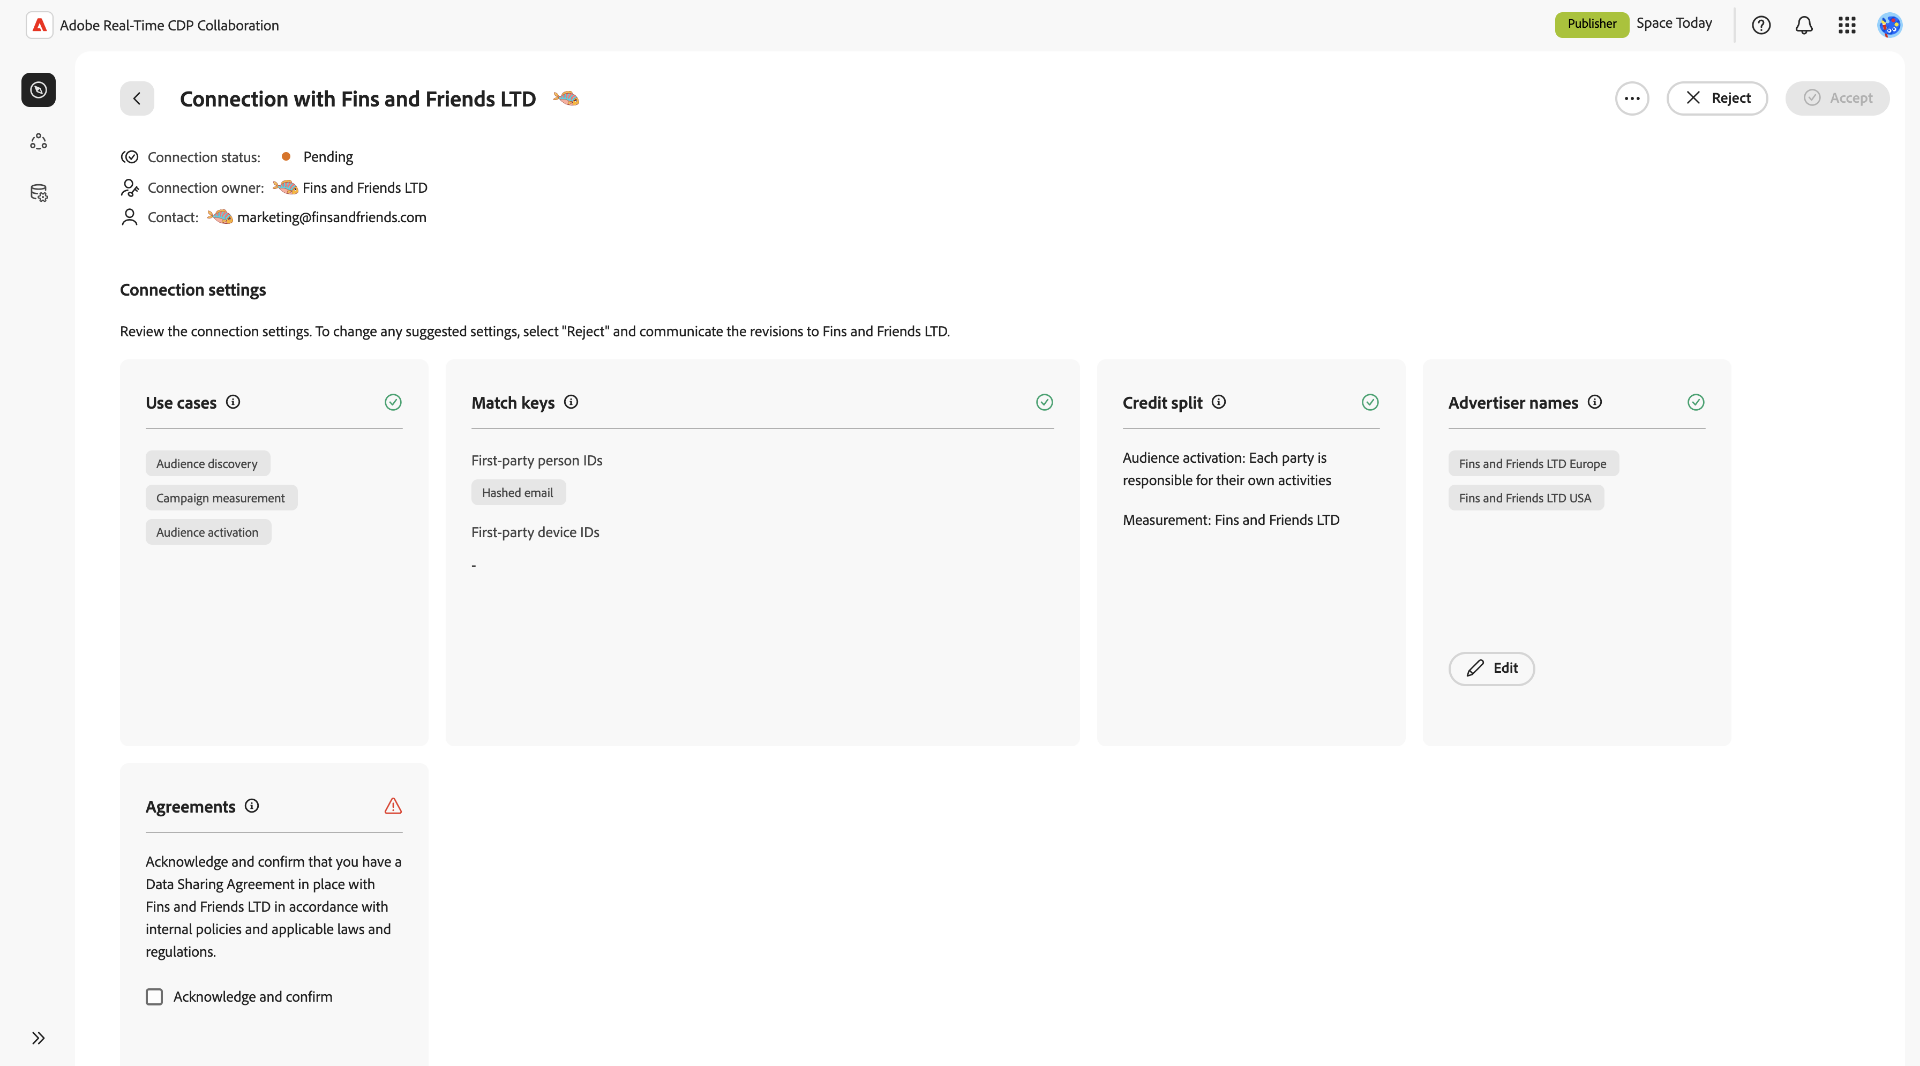 Adobe Real-Time CDP Collaboration
Publisher
Space Today
Connection with Fins and Friends LTD
Reject
Accept
Connection status:
Pending
Connection owner:
Fins and Friends LTD
Contact:
marketing@finsandfriends.com
Connection settings
Review the connection settings. To change any suggested settings, select "Reject" and communicate the revisions to Fins and Friends LTD.
Use cases
Audience discovery
Campaign measurement
Audience activation
Match keys
First-party person IDs
Hashed email
First-party device IDs
-
Credit split
Audience activation: Each party is
responsible for their own activities
Measurement: Fins and Friends LTD
Advertiser names
Fins and Friends LTD Europe
Fins and Friends LTD USA
Edit
Agreements
Acknowledge and confirm that you have a
Data Sharing Agreement in place with
Fins and Friends LTD in accordance with
internal policies and applicable laws and
regulations.
Acknowledge and confirm